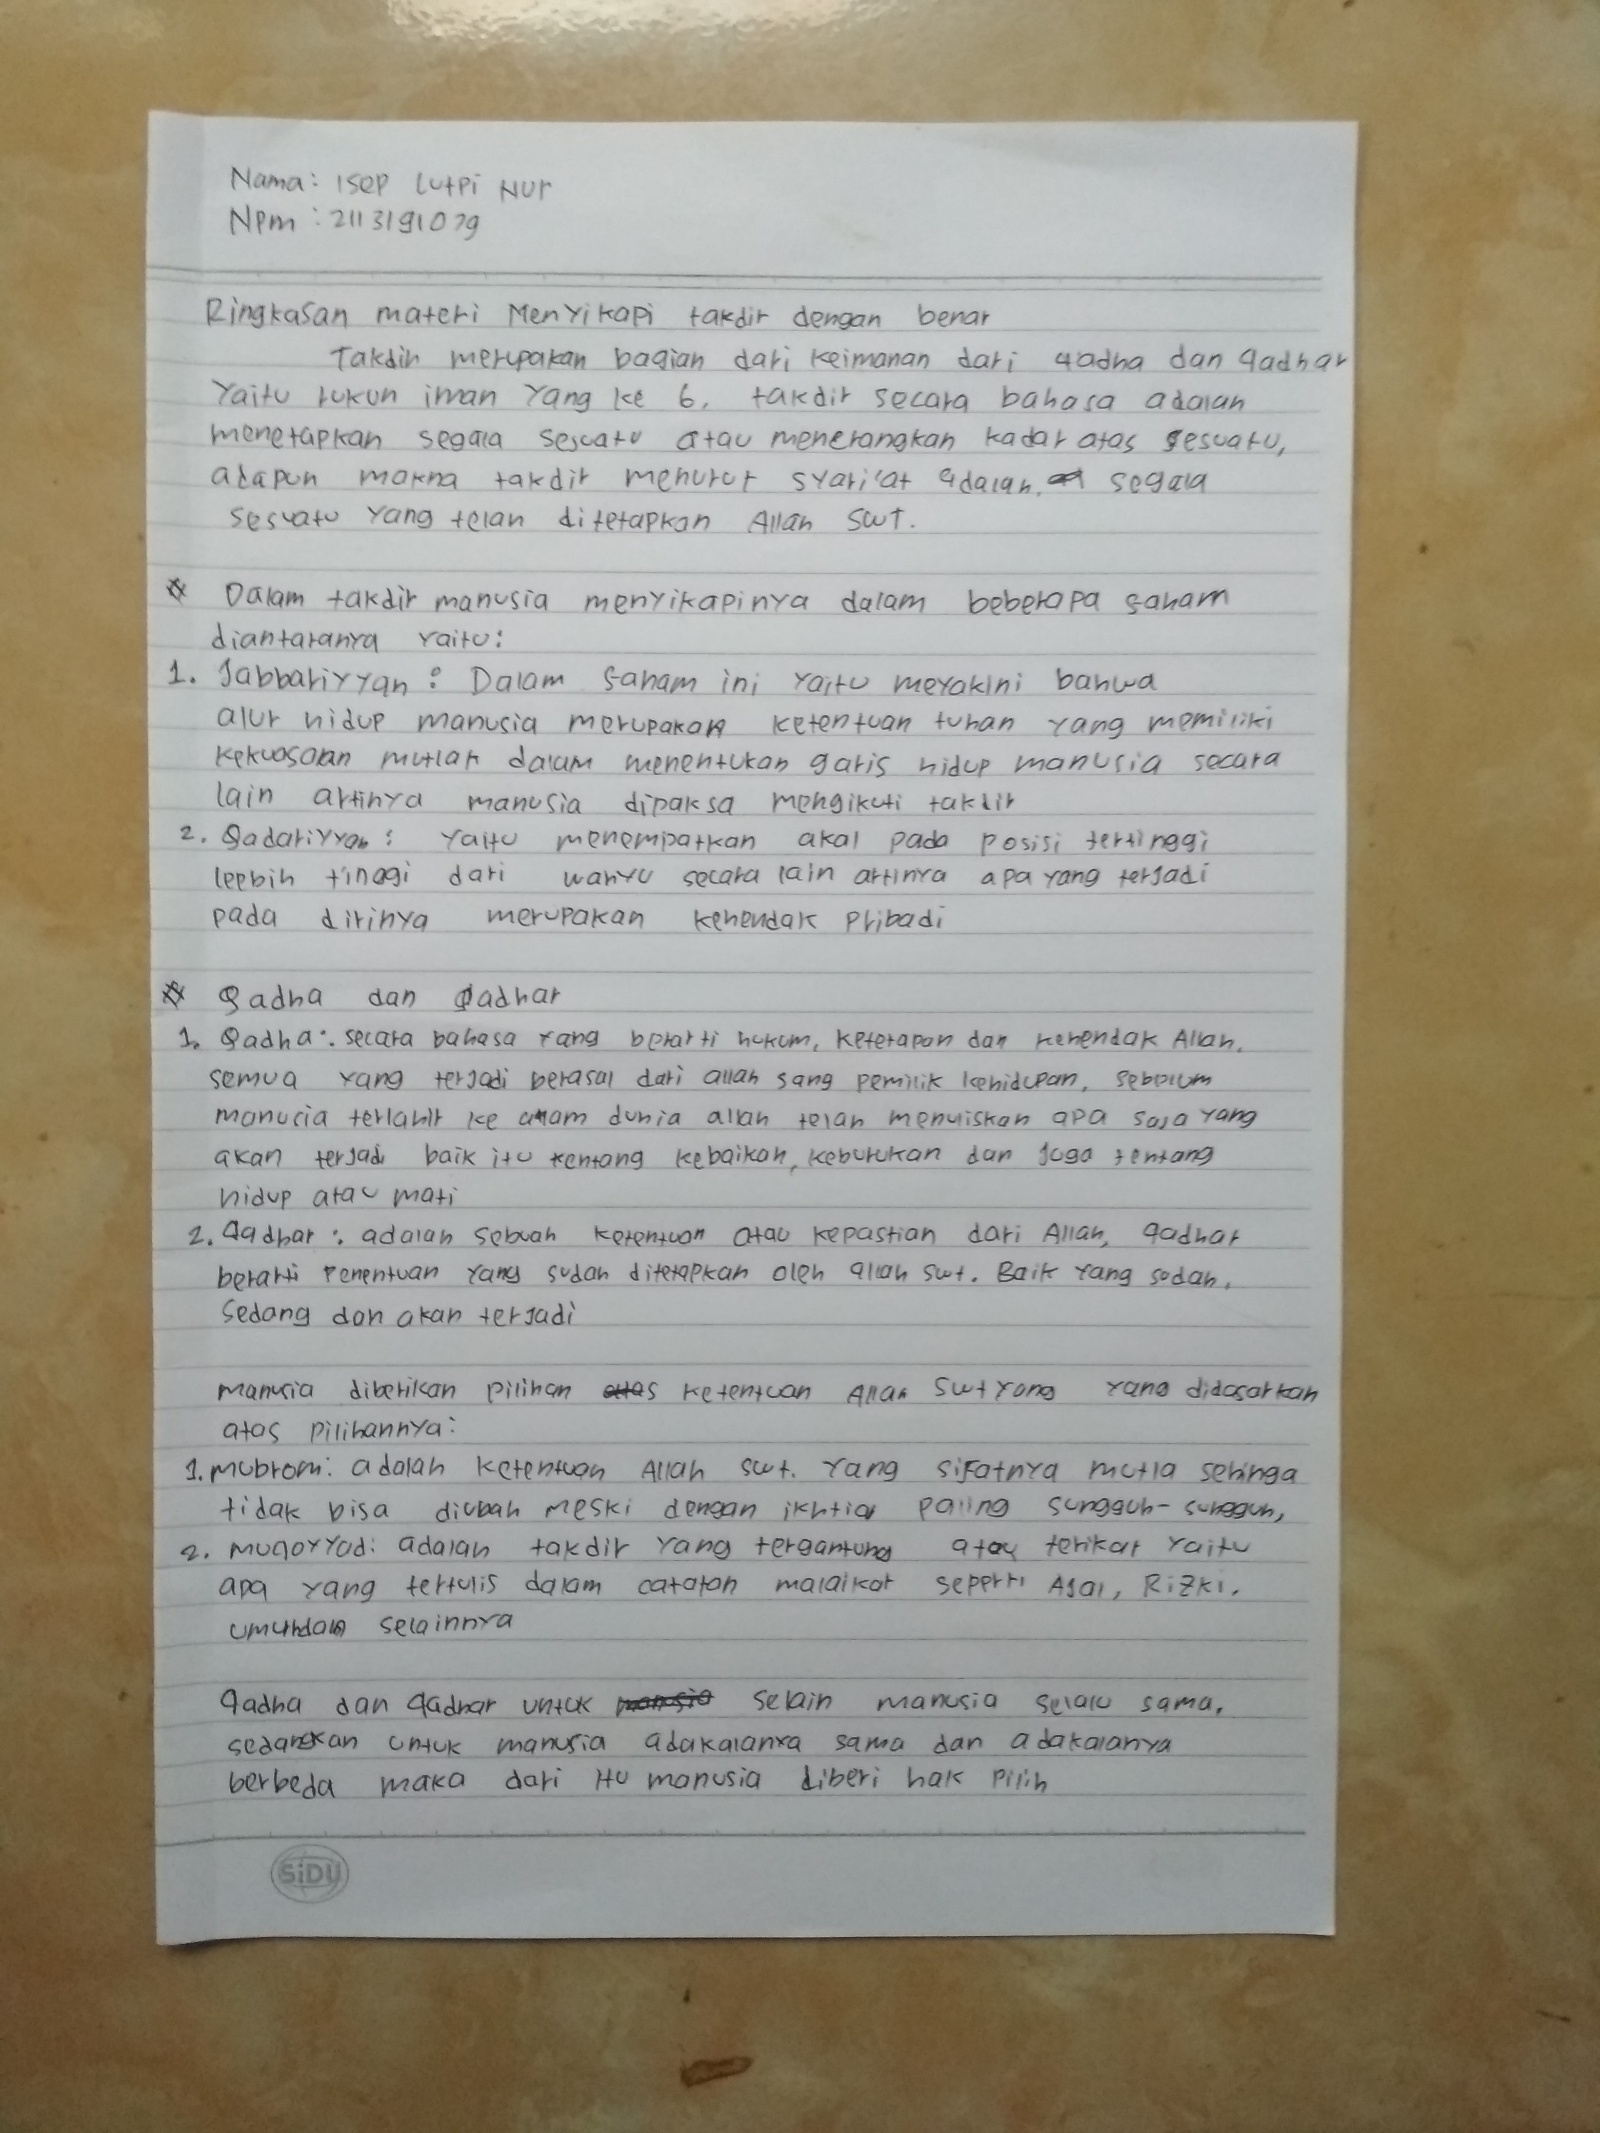 Nama: Isep Lutpi Nur
Npm: 2113191079
Ringkasan materi Menyikapi takdir dengan benar
Takdir merupakan bagian dari keimanan dari qadha dan qadhar
yaitu rukun iman yang ke 6. takdir secara bahasa adalah
menetapkan segala sesuatu atau menerangkan kadar atas sesuatu,
adapun makna takdir menurut syari'at adalah segala
sesuatu yang telah ditetapkan Allah SWT.
Dalam takdir manusia menyikapinya dalam beberapa faham
diantaranya yaitu:
1. Jabbariyyah: Dalam faham ini yaitu meyakini bahwa
alur hidup manusia merupakan ketentuan tuhan yang memiliki
kekuasaan mutlak dalam menentukan garis hidup manusia secara
lain artinya manusia dipaksa mengikuti takdir
2. Qadariyyah: yaitu menempatkan akal pada posisi tertinggi
leebih tinggi dari wahyu secara lain artinya apa yang terjadi
pada dirinya merupakan kehendak pribadi
Qadha dan Qadhar
1. Qadha: secara bahasa yang berarti hukum, ketetapan dan kehendak Allah.
semua yang terjadi berasal dari allah sang pemilik kehidupan, sebelum
manusia terlahir ke alam dunia allah telah menuliskan apa saja yang
akan terjadi baik itu tentang kebaikan, keburukan dan juga tentang
hidup atau mati
2. Qadhar: adalah sebuah ketentuan atau kepastian dari Allah, qadhar
berarti penentuan yang sudah ditetapkan oleh allah swt. Baik yang sudah,
sedang dan akan terjadi
manusia diberikan pilihan ketentuan Allah swt yang yang didasarkan
atas pilihannya:
1. mubrom: adalah ketentuan Allah swt. yang sifatnya mutla sehinga
tidak bisa diubah meski dengan ikhtiar paling sungguh-sungguh,
2. muqoyyad: adalah takdir yang tergantung atau terikat yaitu
apa yang tertulis dalam catatan malaikat seperti Ajal, Rizki,
umur dan selainnya
qadha dan qadhar untuk selain manusia selalu sama,
sedangkan untuk manusia adakalanya sama dan adakalanya
berbeda maka dari itu manusia diberi hak pilih
SiDU